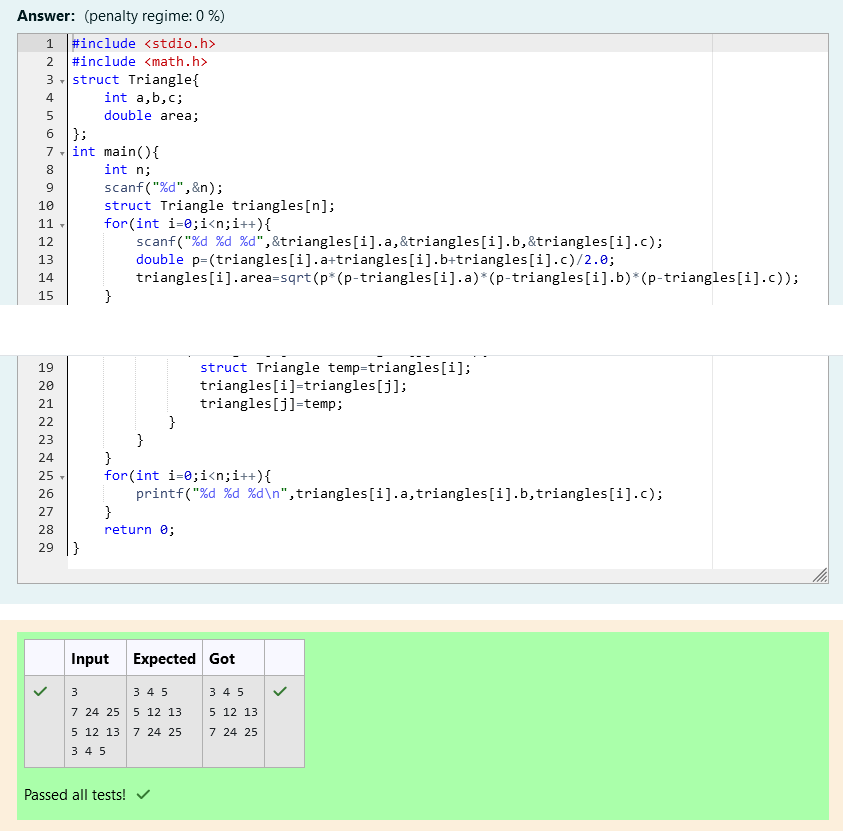 Answer: (penalty regime: 0 %)
1 #include <stdio.h>
2 #include <math.h>
3 struct Triangle{
4     int a,b,c;
5     double area;
6 };
7 int main(){
8     int n;
9     scanf("%d",&n);
10     struct Triangle triangles[n];
11     for(int i=0;i<n;i++){
12         scanf("%d %d %d",&triangles[i].a,&triangles[i].b,&triangles[i].c);
13         double p=(triangles[i].a+triangles[i].b+triangles[i].c)/2.0;
14         triangles[i].area=sqrt(p*(p-triangles[i].a)*(p-triangles[i].b)*(p-triangles[i].c));
15     }
19                 struct Triangle temp=triangles[i];
20                 triangles[i]=triangles[j];
21                 triangles[j]=temp;
22             }
23         }
24     }
25     for(int i=0;i<n;i++){
26         printf("%d %d %d\n",triangles[i].a,triangles[i].b,triangles[i].c);
27     }
28     return 0;
29 }
Input Expected Got
3 3 4 5 3 4 5
7 24 25 5 12 13 5 12 13
5 12 13 7 24 25 7 24 25
3 4 5
Passed all tests!